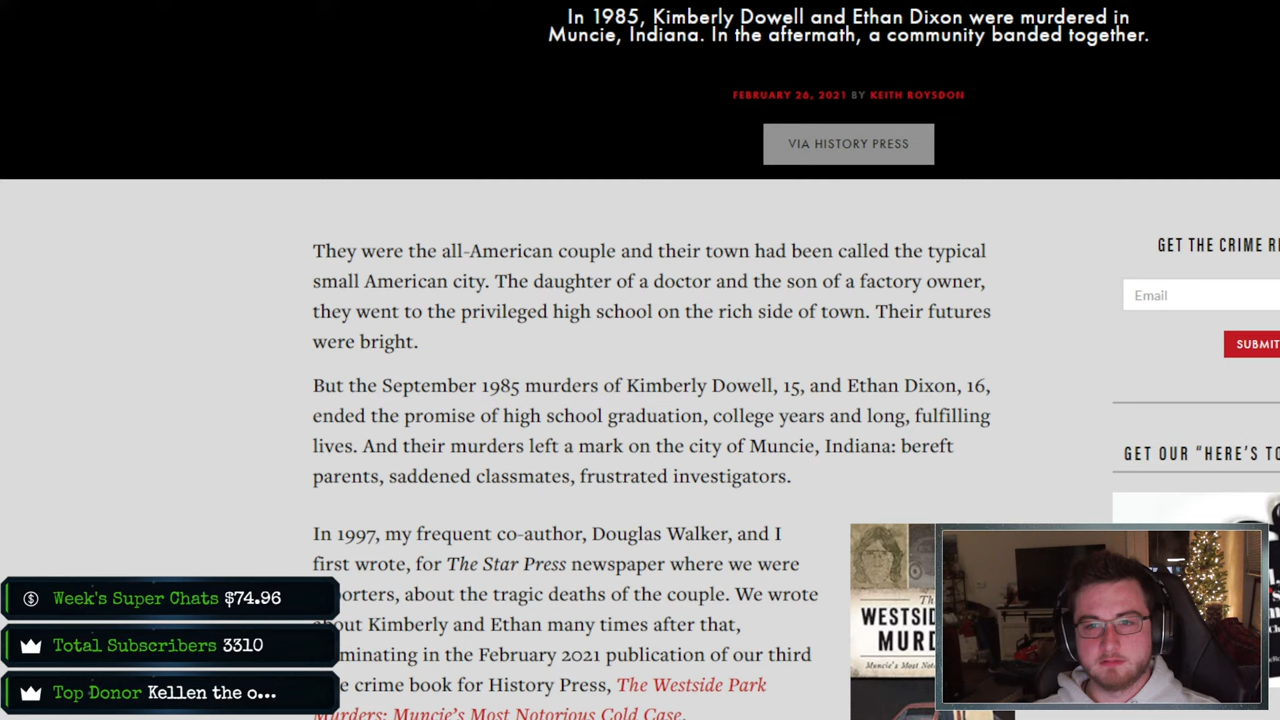 In 1985, Kimberly Dowell and Ethan Dixon were murdered in
Muncie, Indiana. In the aftermath, a community banded together.
FEBRUARY 26, 2021 BY KEITH ROYSDON
VIA HISTORY PRESS
They were the all-American couple and their town had been called the typical
small American city. The daughter of a doctor and the son of a factory owner,
they went to the privileged high school on the rich side of town. Their futures
were bright.
But the September 1985 murders of Kimberly Dowell, 15, and Ethan Dixon, 16,
ended the promise of high school graduation, college years and long, fulfilling
lives. And their murders left a mark on the city of Muncie, Indiana: bereft
parents, saddened classmates, frustrated investigators.
In 1997, my frequent co-author, Douglas Walker, and I
first wrote, for The Star Press newspaper where we were
porters, about the tragic deaths of the couple. We wrote
about Kimberly and Ethan many times after that,
minating in the February 2021 publication of our third
crime book for History Press, The Westside Park
Murders: Muncie's Most Notorious Cold Case.
GET THE CRIME R
Email
SUBMIT
GET OUR "HERE'S TO
Th
WESTSID
MURD
Muncie's Most Not
Week's Super Chats $74.96
Total Subscribers 3310
Top Donor Kellen the o...